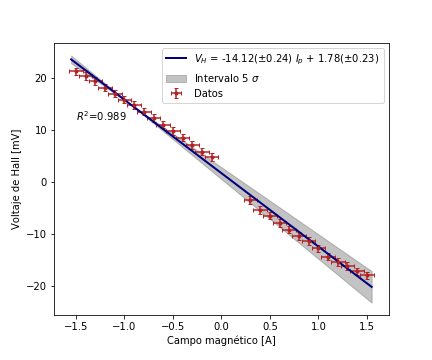 V_H = -14.12(±0.24) I_p + 1.78(±0.23)
Intervalo 5 σ
Datos
R²=0.989
Voltaje de Hall [mV]
20
10
0
−10
−20
−1.5 −1.0 −0.5 0.0 0.5 1.0 1.5
Campo magnético [A]